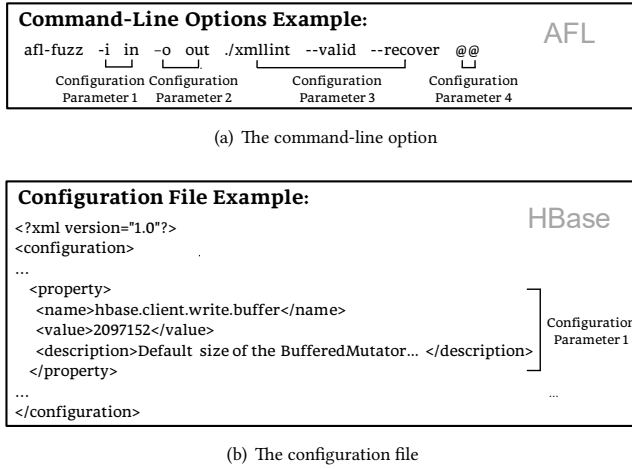 Command-Line Options Example:
AFL
afl-fuzz -i in -o out ./xmllint --valid --recover @@
Configuration Configuration Configuration Configuration
Parameter 1 Parameter 2 Parameter 3 Parameter 4
(a) The command-line option
Configuration File Example:
HBase
<?xml version="1.0"?>
<configuration>
...
<property>
<name>hbase.client.write.buffer</name>
<value>2097152</value>
<description>Default size of the BufferedMutator... </description>
</property>
Configuration
Parameter 1
...
...
</configuration>
(b) The configuration file